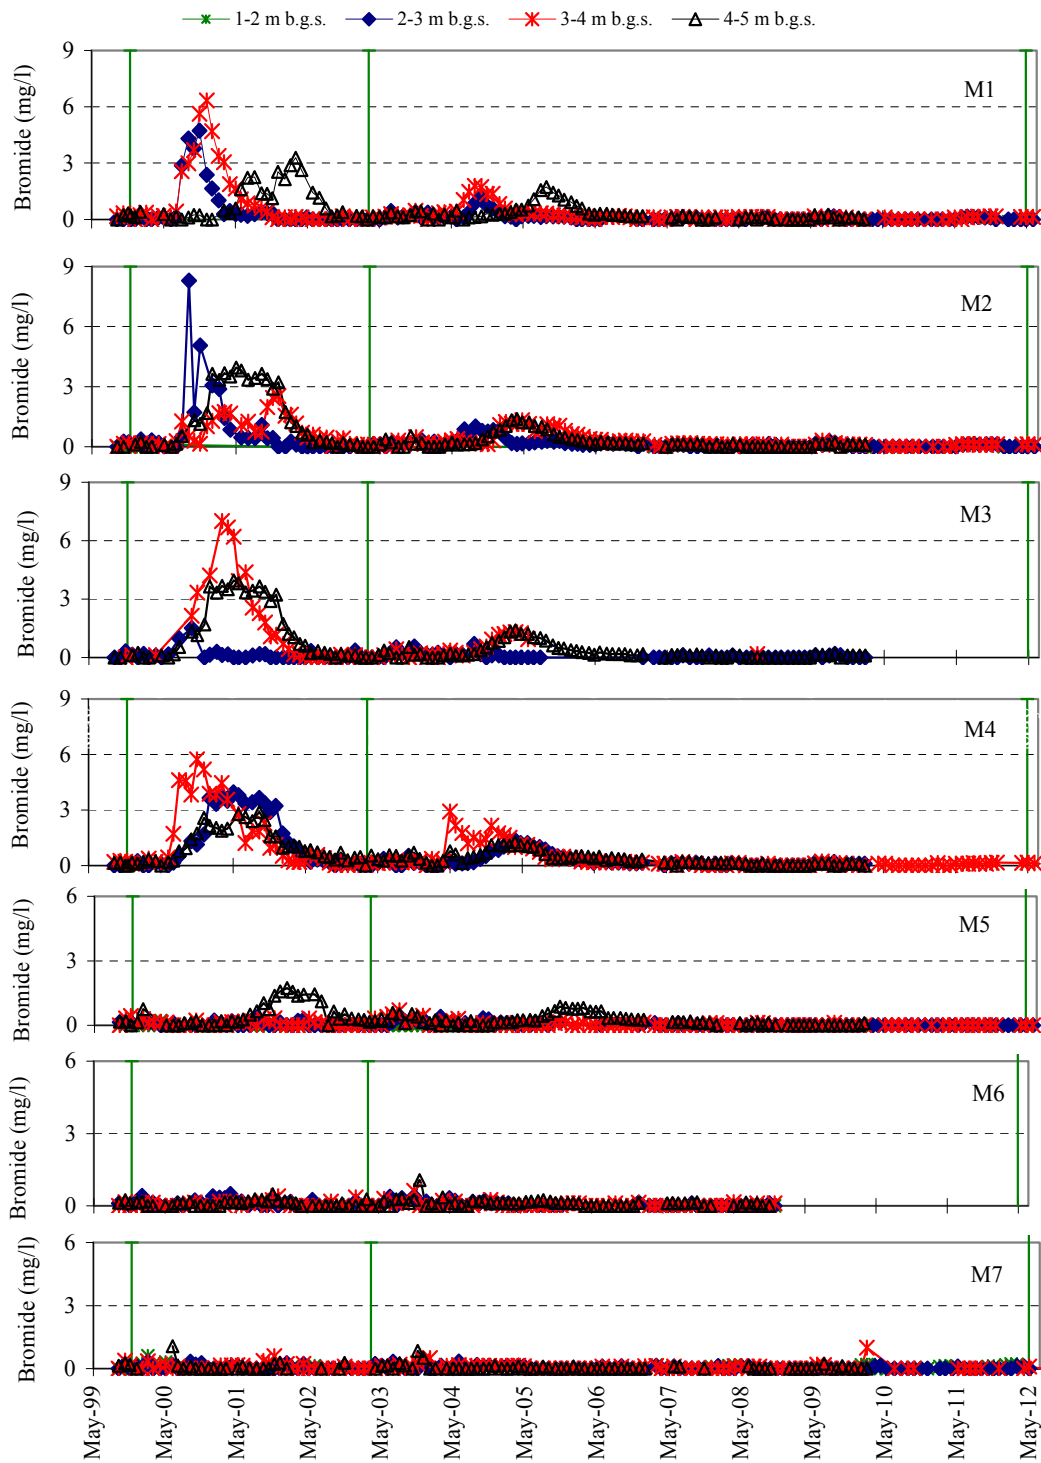 1-2 m b.g.s. 2-3 m b.g.s. 3-4 m b.g.s. 4-5 m b.g.s.
Bromide (mg/l)
9
6
3
0
M1
Bromide (mg/l)
9
6
3
0
M2
Bromide (mg/l)
9
6
3
0
M3
Bromide (mg/l)
9
6
3
0
M4
Bromide (mg/l)
6
3
0
M5
Bromide (mg/l)
6
3
0
M6
Bromide (mg/l)
6
3
0
M7
May-99 May-00 May-01 May-02 May-03 May-04 May-05 May-06 May-07 May-08 May-09 May-10 May-11 May-12